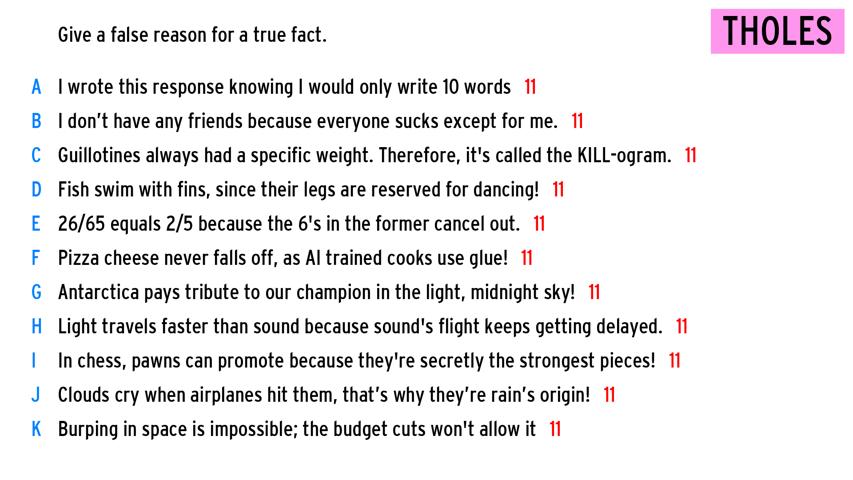 Give a false reason for a true fact.
THOLES
A I wrote this response knowing I would only write 10 words 11
B I don’t have any friends because everyone sucks except for me. 11
C Guillotines always had a specific weight. Therefore, it's called the KILL-ogram. 11
D Fish swim with fins, since their legs are reserved for dancing! 11
E 26/65 equals 2/5 because the 6's in the former cancel out. 11
F Pizza cheese never falls off, as AI trained cooks use glue! 11
G Antarctica pays tribute to our champion in the light, midnight sky! 11
H Light travels faster than sound because sound's flight keeps getting delayed. 11
I In chess, pawns can promote because they're secretly the strongest pieces! 11
J Clouds cry when airplanes hit them, that’s why they’re rain’s origin! 11
K Burping in space is impossible; the budget cuts won't allow it 11